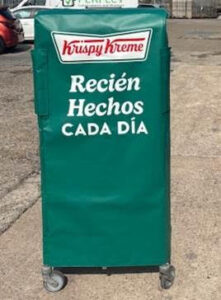 Krispy Kreme
Recién
Hechos
CADA DÍA